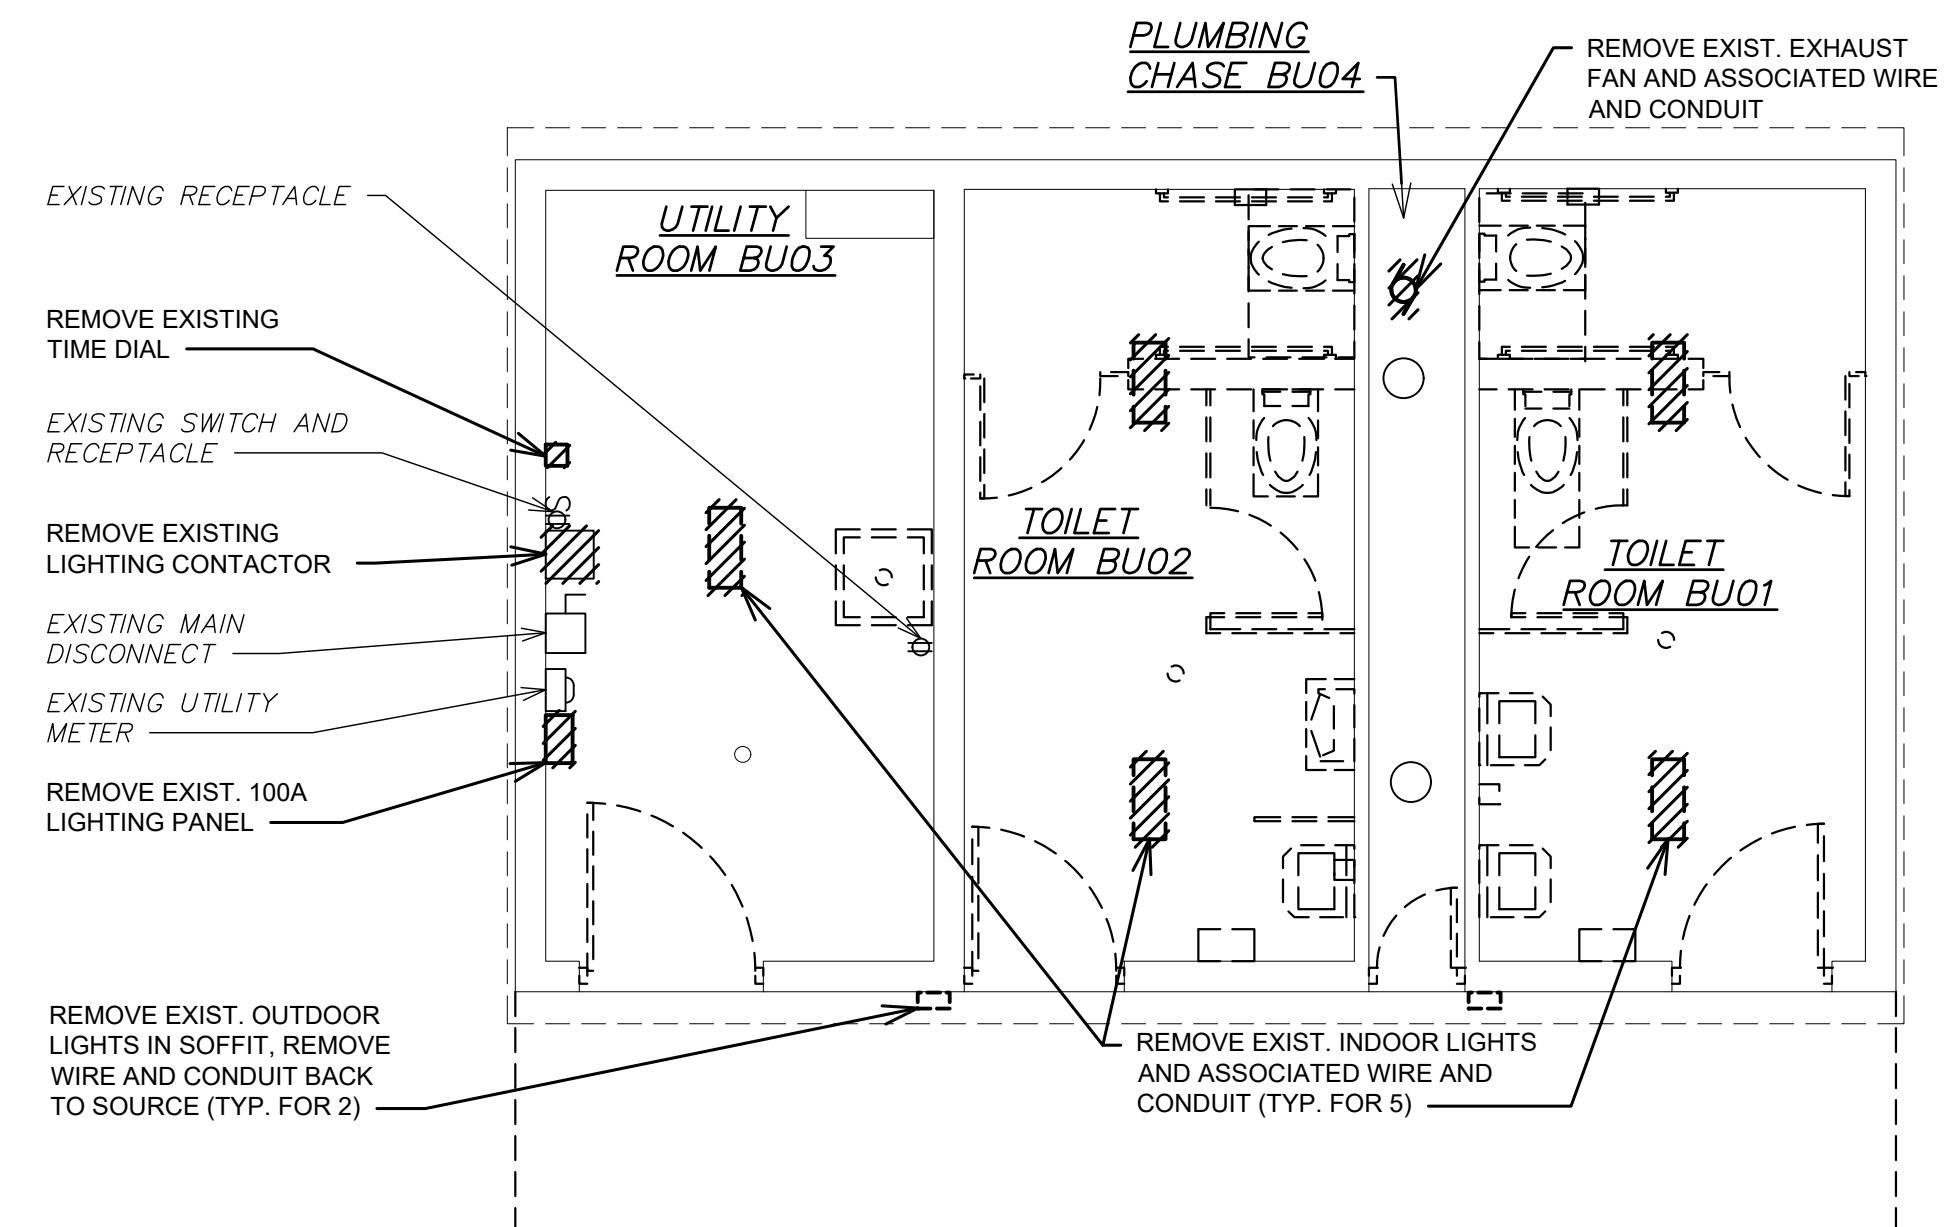 PLUMBING
CHASE BU04
REMOVE EXIST. EXHAUST
FAN AND ASSOCIATED WIRE
AND CONDUIT
EXISTING RECEPTACLE
UTILITY
ROOM BU03
REMOVE EXISTING
TIME DIAL
EXISTING SWITCH AND
RECEPTACLE
S
REMOVE EXISTING
LIGHTING CONTACTOR
TOILET
ROOM BU02
TOILET
ROOM BU01
EXISTING MAIN
DISCONNECT
EXISTING UTILITY
METER
REMOVE EXIST. 100A
LIGHTING PANEL
REMOVE EXIST. OUTDOOR
LIGHTS IN SOFFIT, REMOVE
WIRE AND CONDUIT BACK
TO SOURCE (TYP. FOR 2)
REMOVE EXIST. INDOOR LIGHTS
AND ASSOCIATED WIRE AND
CONDUIT (TYP. FOR 5)